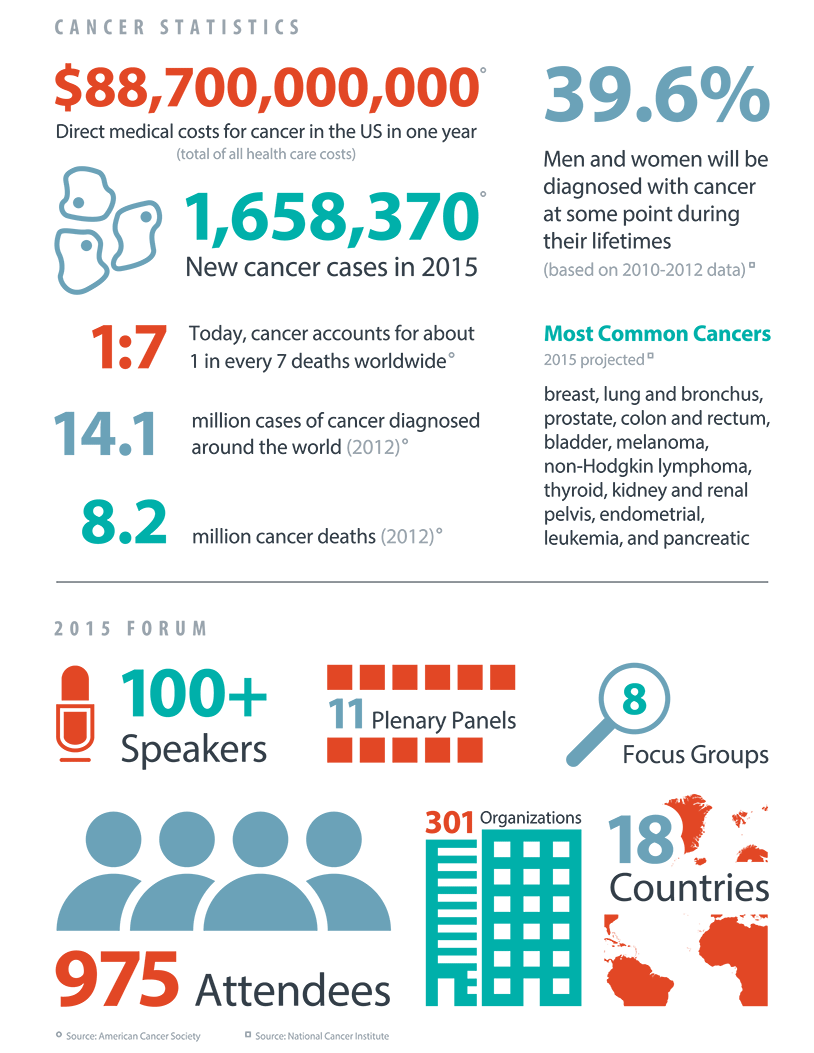 CANCER STATISTICS
$88,700,000,000°
Direct medical costs for cancer in the US in one year
(total of all health care costs)
1,658,370°
New cancer cases in 2015
1:7
Today, cancer accounts for about
1 in every 7 deaths worldwide°
14.1
million cases of cancer diagnosed
around the world (2012)°
8.2
million cancer deaths (2012)°
39.6%
Men and women will be
diagnosed with cancer
at some point during
their lifetimes
(based on 2010-2012 data)▫
Most Common Cancers
2015 projected▫
breast, lung and bronchus,
prostate, colon and rectum,
bladder, melanoma,
non-Hodgkin lymphoma,
thyroid, kidney and renal
pelvis, endometrial,
leukemia, and pancreatic
2015 FORUM
100+
Speakers
11 Plenary Panels
8
Focus Groups
975 Attendees
301 Organizations
18
Countries
° Source: American Cancer Society
▫ Source: National Cancer Institute